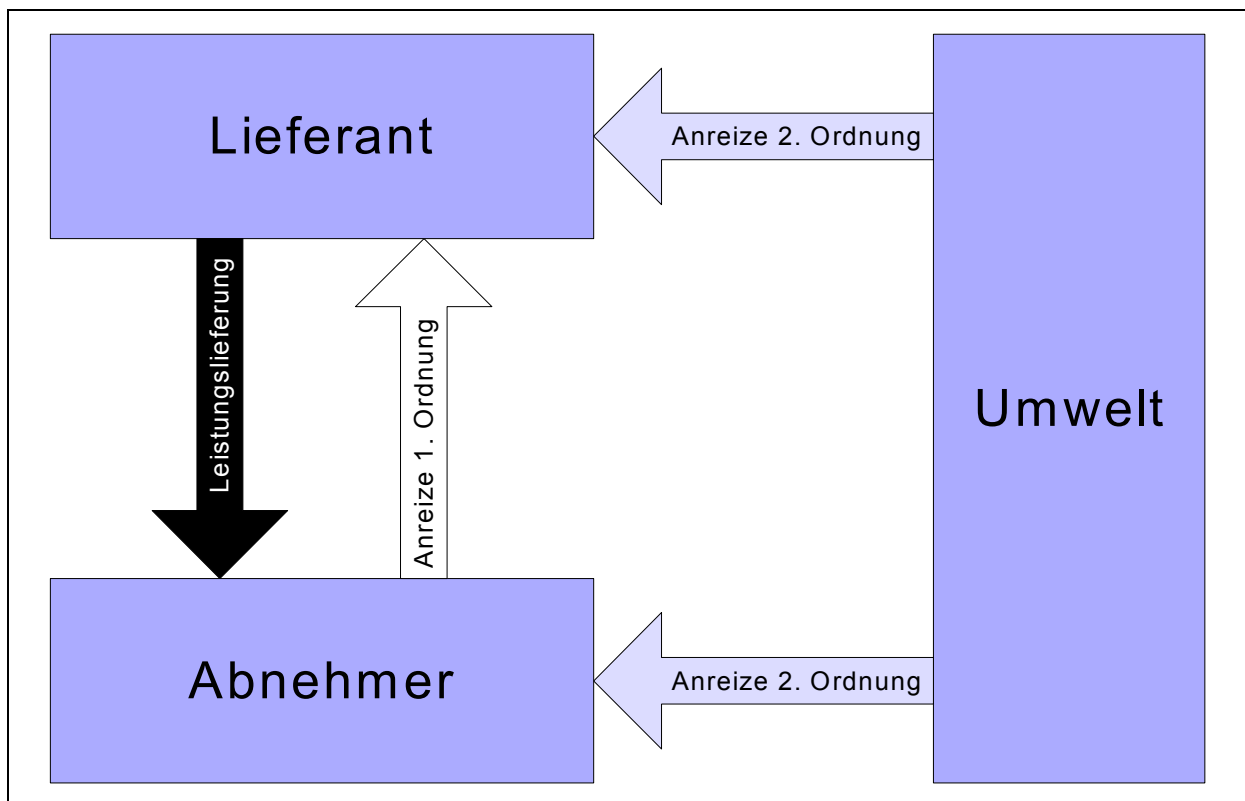 Lieferant
Anreize 2. Ordnung
Leistungslieferung
Anreize 1. Ordnung
Umwelt
Abnehmer
Anreize 2. Ordnung